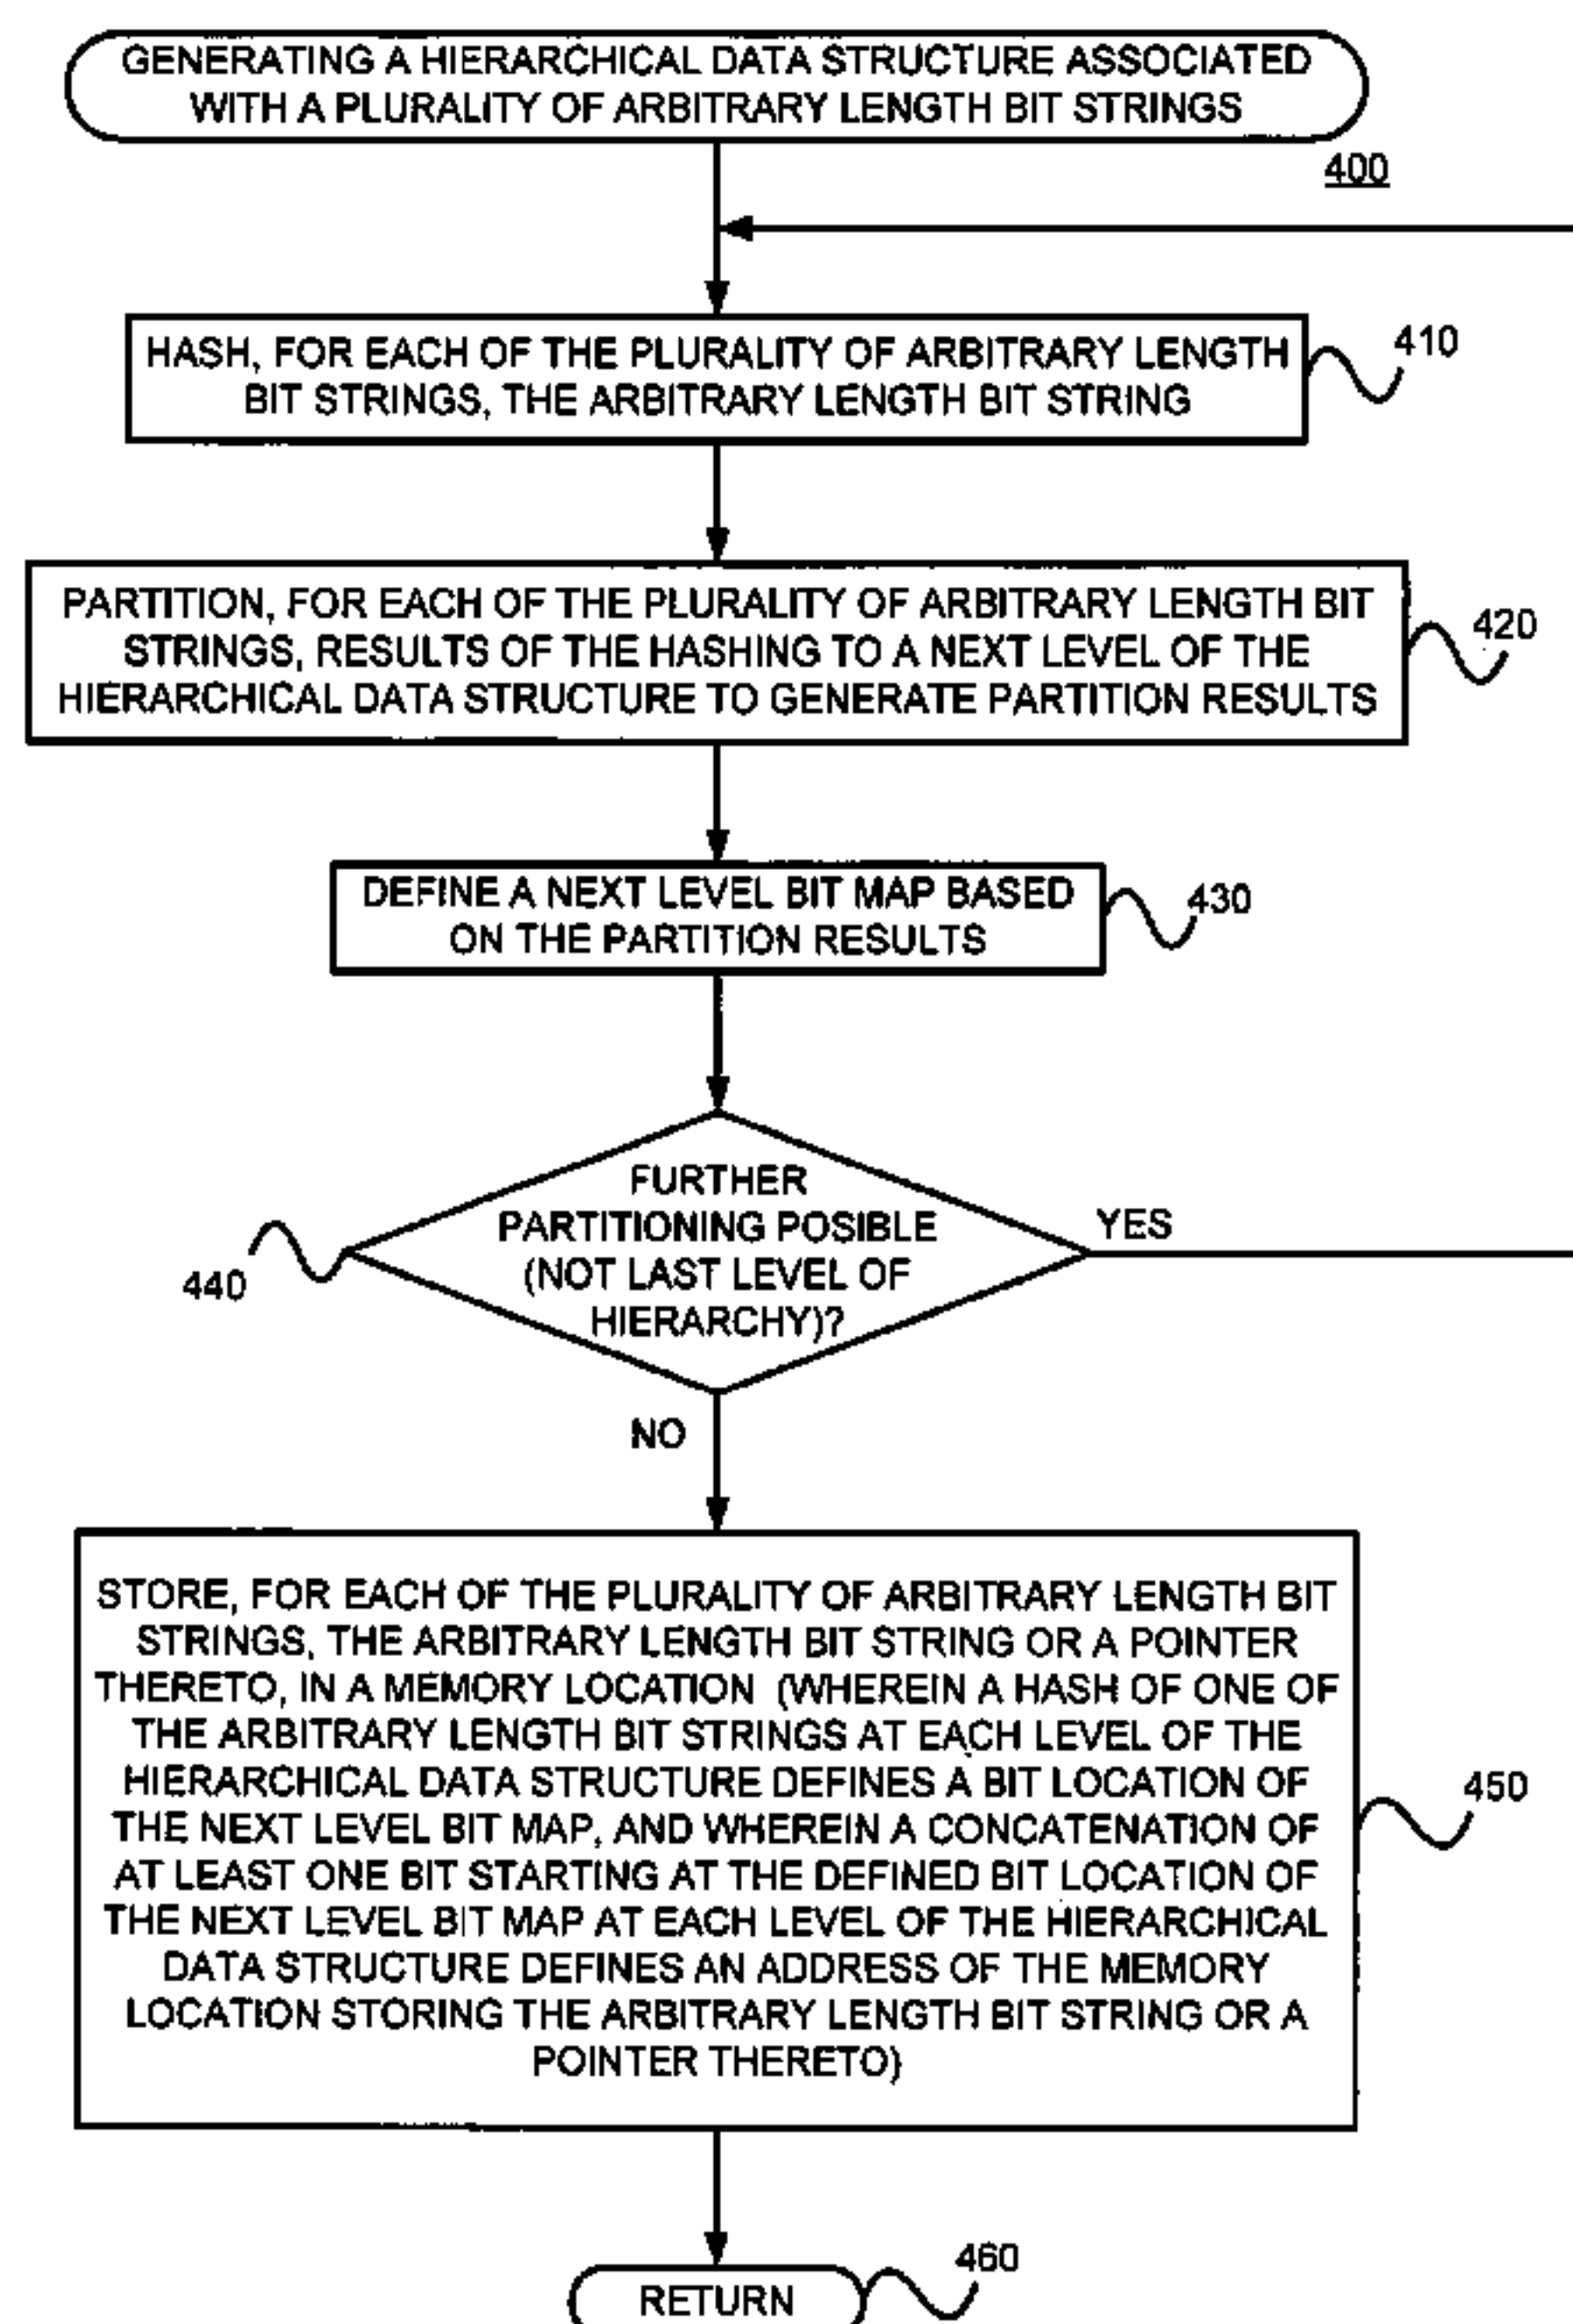 GENERATING A HIERARCHICAL DATA STRUCTURE ASSOCIATED
WITH A PLURALITY OF ARBITRARY LENGTH BIT STRINGS
400
HASH, FOR EACH OF THE PLURALITY OF ARBITRARY LENGTH
BIT STRINGS, THE ARBITRARY LENGTH BIT STRING
410
PARTITION, FOR EACH OF THE PLURALITY OF ARBITRARY LENGTH BIT
STRINGS, RESULTS OF THE HASHING TO A NEXT LEVEL OF THE
HIERARCHICAL DATA STRUCTURE TO GENERATE PARTITION RESULTS
420
DEFINE A NEXT LEVEL BIT MAP BASED
ON THE PARTITION RESULTS
430
FURTHER
PARTITIONING POSIBLE
(NOT LAST LEVEL OF
HIERARCHY)?
YES
440
NO
STORE, FOR EACH OF THE PLURALITY OF ARBITRARY LENGTH BIT
STRINGS, THE ARBITRARY LENGTH BIT STRING OR A POINTER
THERETO, IN A MEMORY LOCATION (WHEREIN A HASH OF ONE OF
THE ARBITRARY LENGTH BIT STRINGS AT EACH LEVEL OF THE
HIERARCHICAL DATA STRUCTURE DEFINES A BIT LOCATION OF
THE NEXT LEVEL BIT MAP, AND WHEREIN A CONCATENATION OF
AT LEAST ONE BIT STARTING AT THE DEFINED BIT LOCATION OF
THE NEXT LEVEL BIT MAP AT EACH LEVEL OF THE HIERARCHICAL
DATA STRUCTURE DEFINES AN ADDRESS OF THE MEMORY
LOCATION STORING THE ARBITRARY LENGTH BIT STRING OR A
POINTER THERETO)
450
RETURN
460